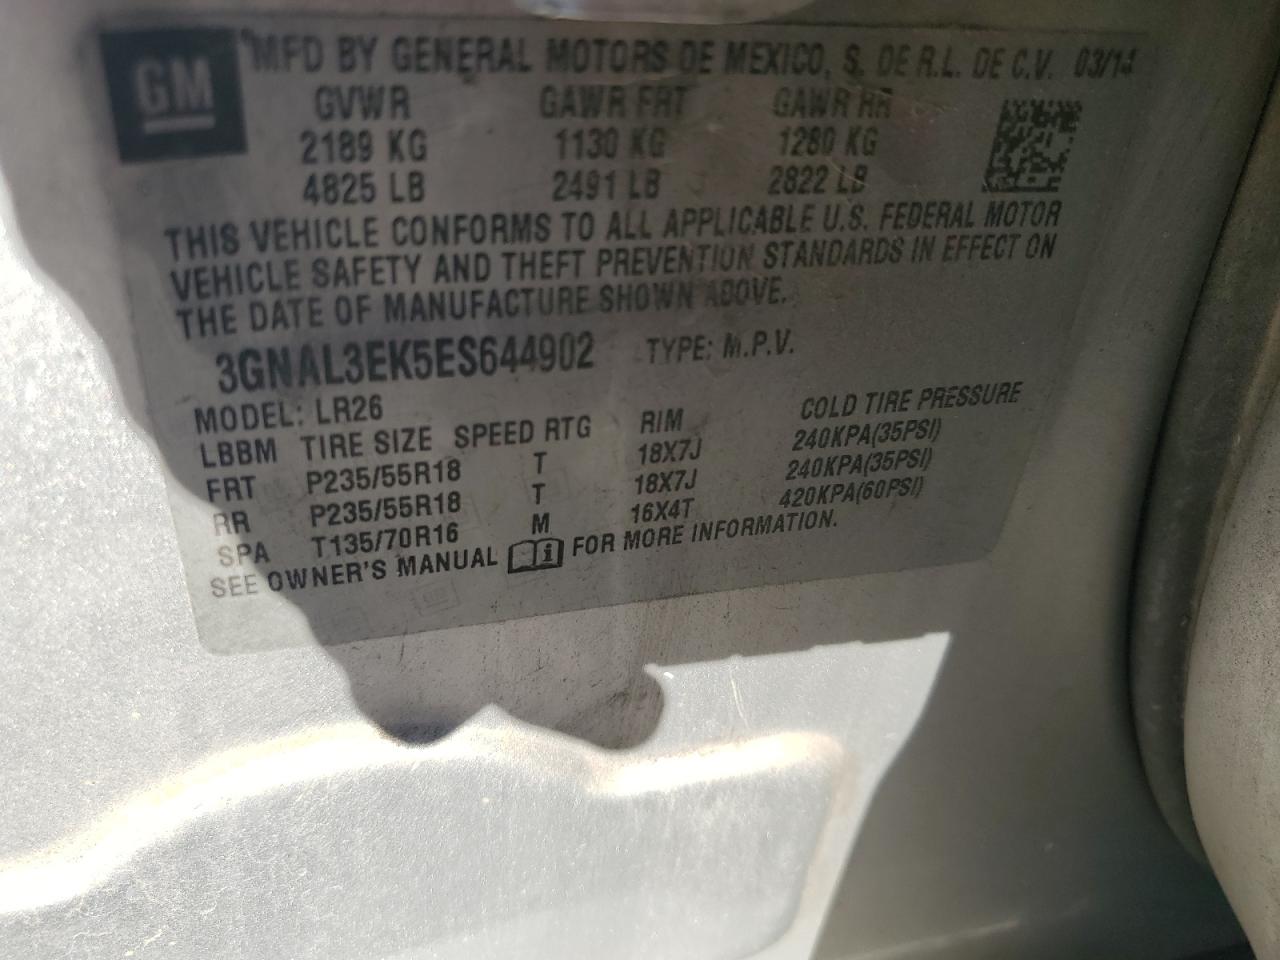 GM
MFD BY GENERAL MOTORS DE MEXICO, S. DE R.L. DE C.V. 03/14
GVWR GAWR FRT GAWR RR
2189 KG 1130 KG 1280 KG
4825 LB 2491 LB 2822 LB
THIS VEHICLE CONFORMS TO ALL APPLICABLE U.S. FEDERAL MOTOR
VEHICLE SAFETY AND THEFT PREVENTION STANDARDS IN EFFECT ON
THE DATE OF MANUFACTURE SHOWN ABOVE.
3GNAL3EK5ES644902 TYPE: M.P.V.
MODEL: LR26
LBBM TIRE SIZE SPEED RTG RIM COLD TIRE PRESSURE
FRT P235/55R18 T 18X7J 240KPA(35PSI)
RR P235/55R18 T 18X7J 240KPA(35PSI)
SPA T135/70R16 M 16X4T 420KPA(60PSI)
SEE OWNER'S MANUAL FOR MORE INFORMATION.